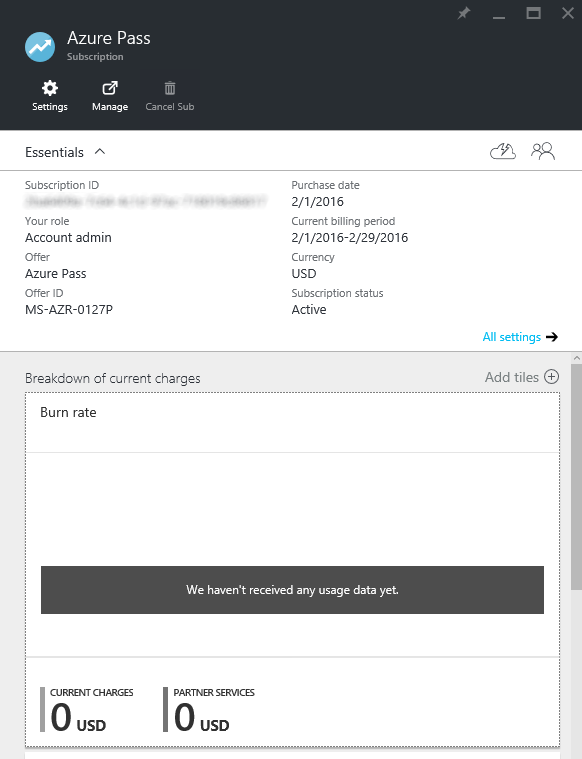 Azure Pass
Subscription
Settings
Manage
Cancel Sub
Essentials
Subscription ID
Purchase date
2/1/2016
Your role
Account admin
Current billing period
2/1/2016-2/29/2016
Offer
Azure Pass
Currency
USD
Offer ID
MS-AZR-0127P
Subscription status
Active
All settings
Breakdown of current charges
Add tiles
Burn rate
We haven't received any usage data yet.
CURRENT CHARGES
0 USD
PARTNER SERVICES
0 USD